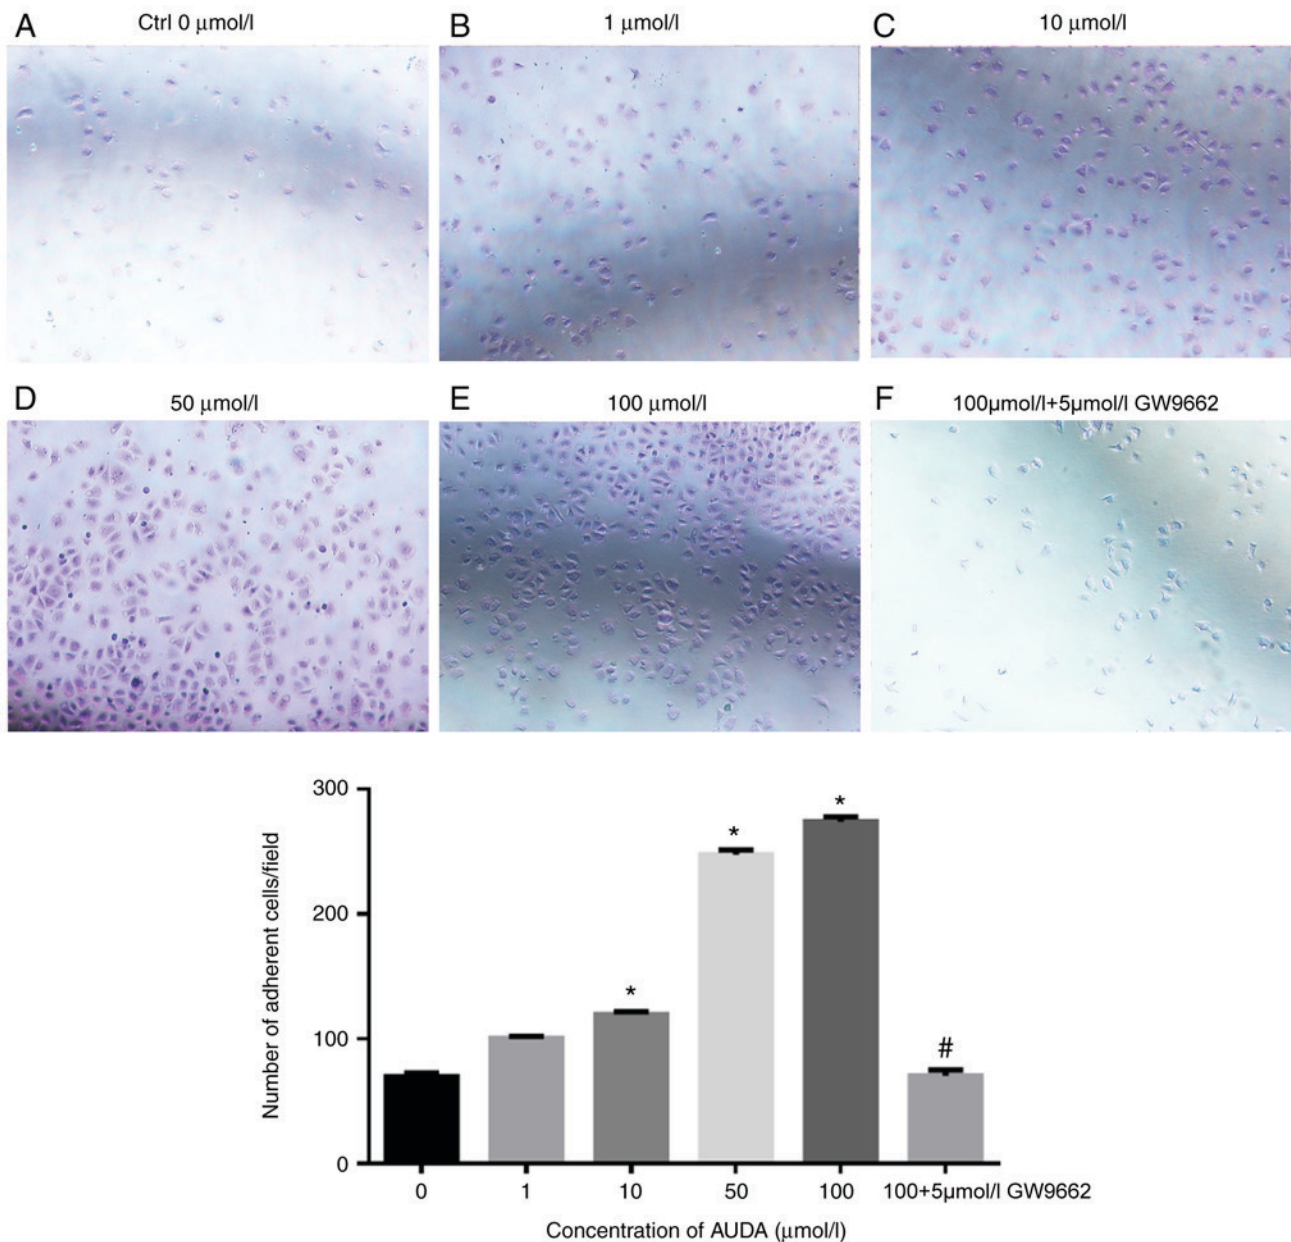 A Ctrl 0 μmol/l
B 1 μmol/l
C 10 μmol/l
D 50 μmol/l
E 100 μmol/l
F 100μmol/l+5μmol/l GW9662
Number of adherent cells/field
300
200
100
0
* * * #
0 1 10 50 100 100+5μmol/l GW9662
Concentration of AUDA (μmol/l)